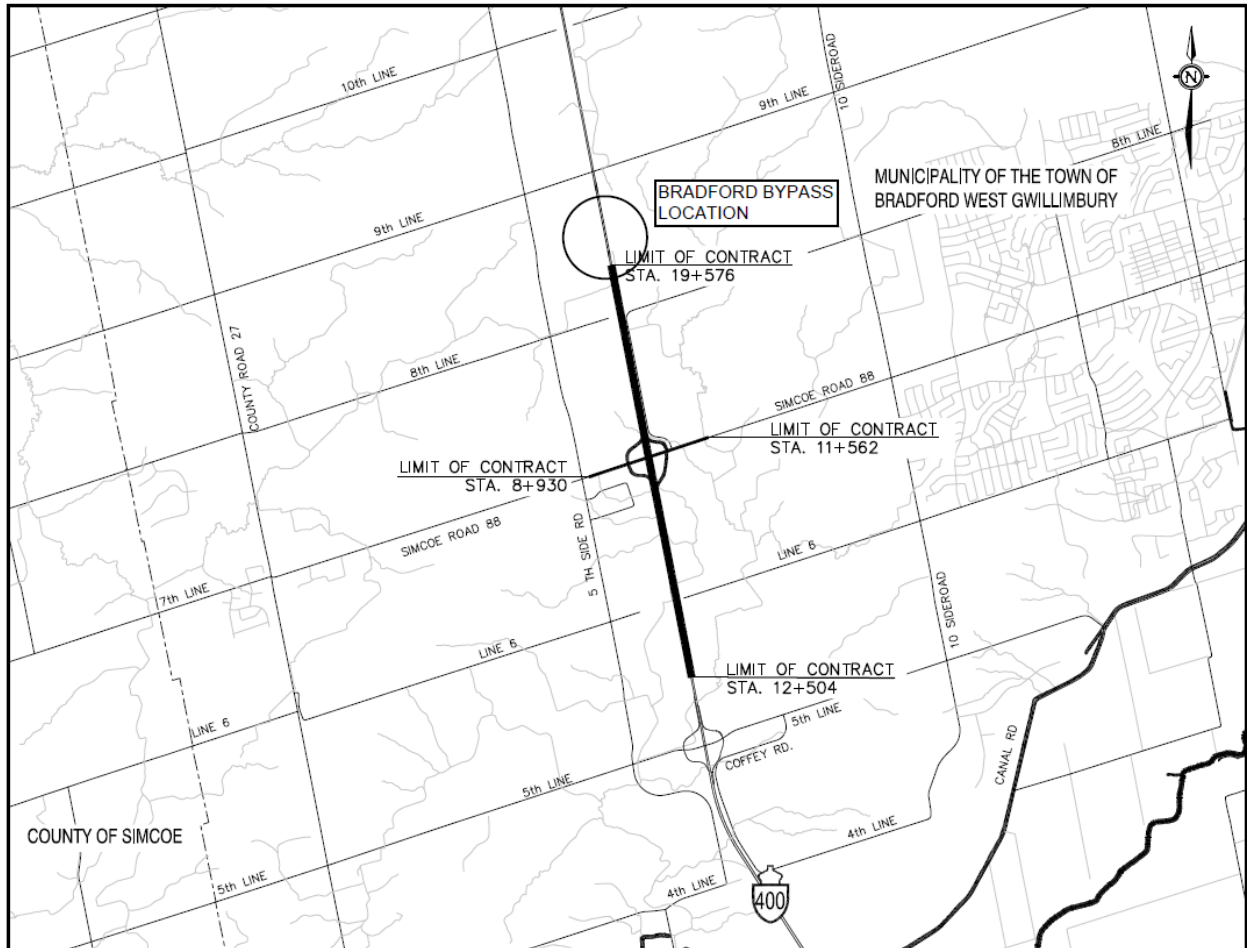 10th LINE
10 SIDEROAD
N
9th LINE
8th LINE
MUNICIPALITY OF THE TOWN OF
BRADFORD WEST GWILLIMBURY
BRADFORD BYPASS
LOCATION
9th LINE
LIMIT OF CONTRACT
STA. 19+576
COUNTY ROAD 27
8th LINE
SIMCOE ROAD 88
LIMIT OF CONTRACT
STA. 11+562
LIMIT OF CONTRACT
STA. 8+930
SIMCOE ROAD 88
5 TH SIDE RD
LINE 6
7th LINE
10 SIDEROAD
LINE 6
LIMIT OF CONTRACT
STA. 12+504
LINE 6
5th LINE
COFFEY RD.
CANAL RD
5th LINE
COUNTY OF SIMCOE
4th LINE
5th LINE
4th LINE
400